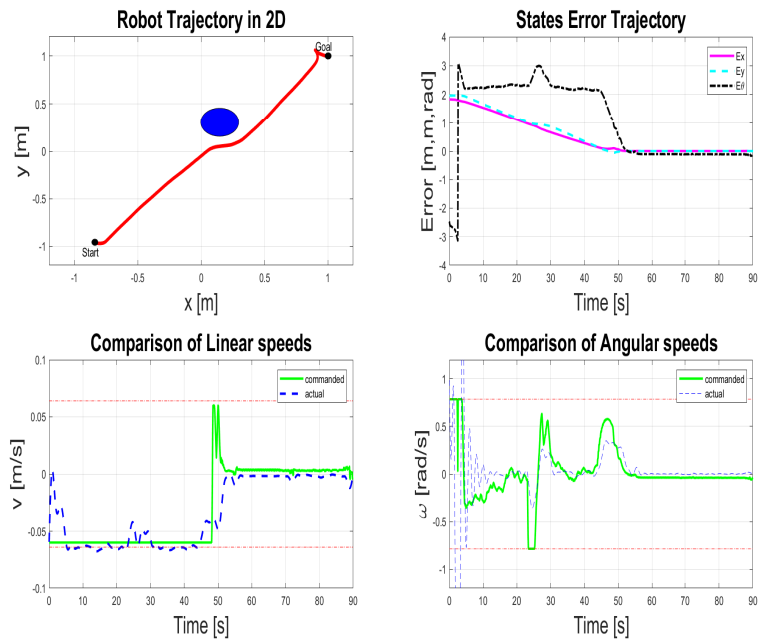 Robot Trajectory in 2D
1
0.5
0
-0.5
-1
y [m]
Goal
Start
-1
-0.5
0
0.5
1
x [m]
States Error Trajectory
4
3
2
1
0
-1
-2
-3
-4
Error [m,m,rad]
Ex
Ey
Eθ
0
10
20
30
40
50
60
70
80
90
Time [s]
Comparison of Linear speeds
0.1
0.05
0
-0.05
-0.1
v [m/s]
commanded
actual
0
10
20
30
40
50
60
70
80
90
Time [s]
Comparison of Angular speeds
1
0.5
0
-0.5
-1
ω [rad/s]
commanded
actual
0
10
20
30
40
50
60
70
80
90
Time [s]